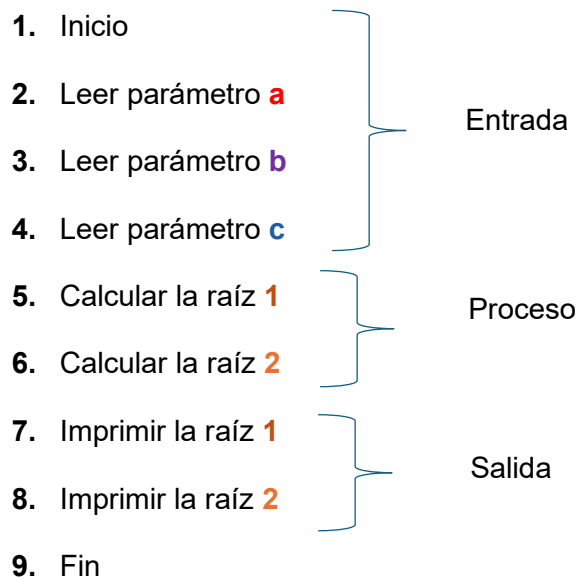 1. Inicio
2. Leer parámetro a
Entrada
3. Leer parámetro b
4. Leer parámetro c
5. Calcular la raíz 1
Proceso
6. Calcular la raíz 2
7. Imprimir la raíz 1
Salida
8. Imprimir la raíz 2
9. Fin